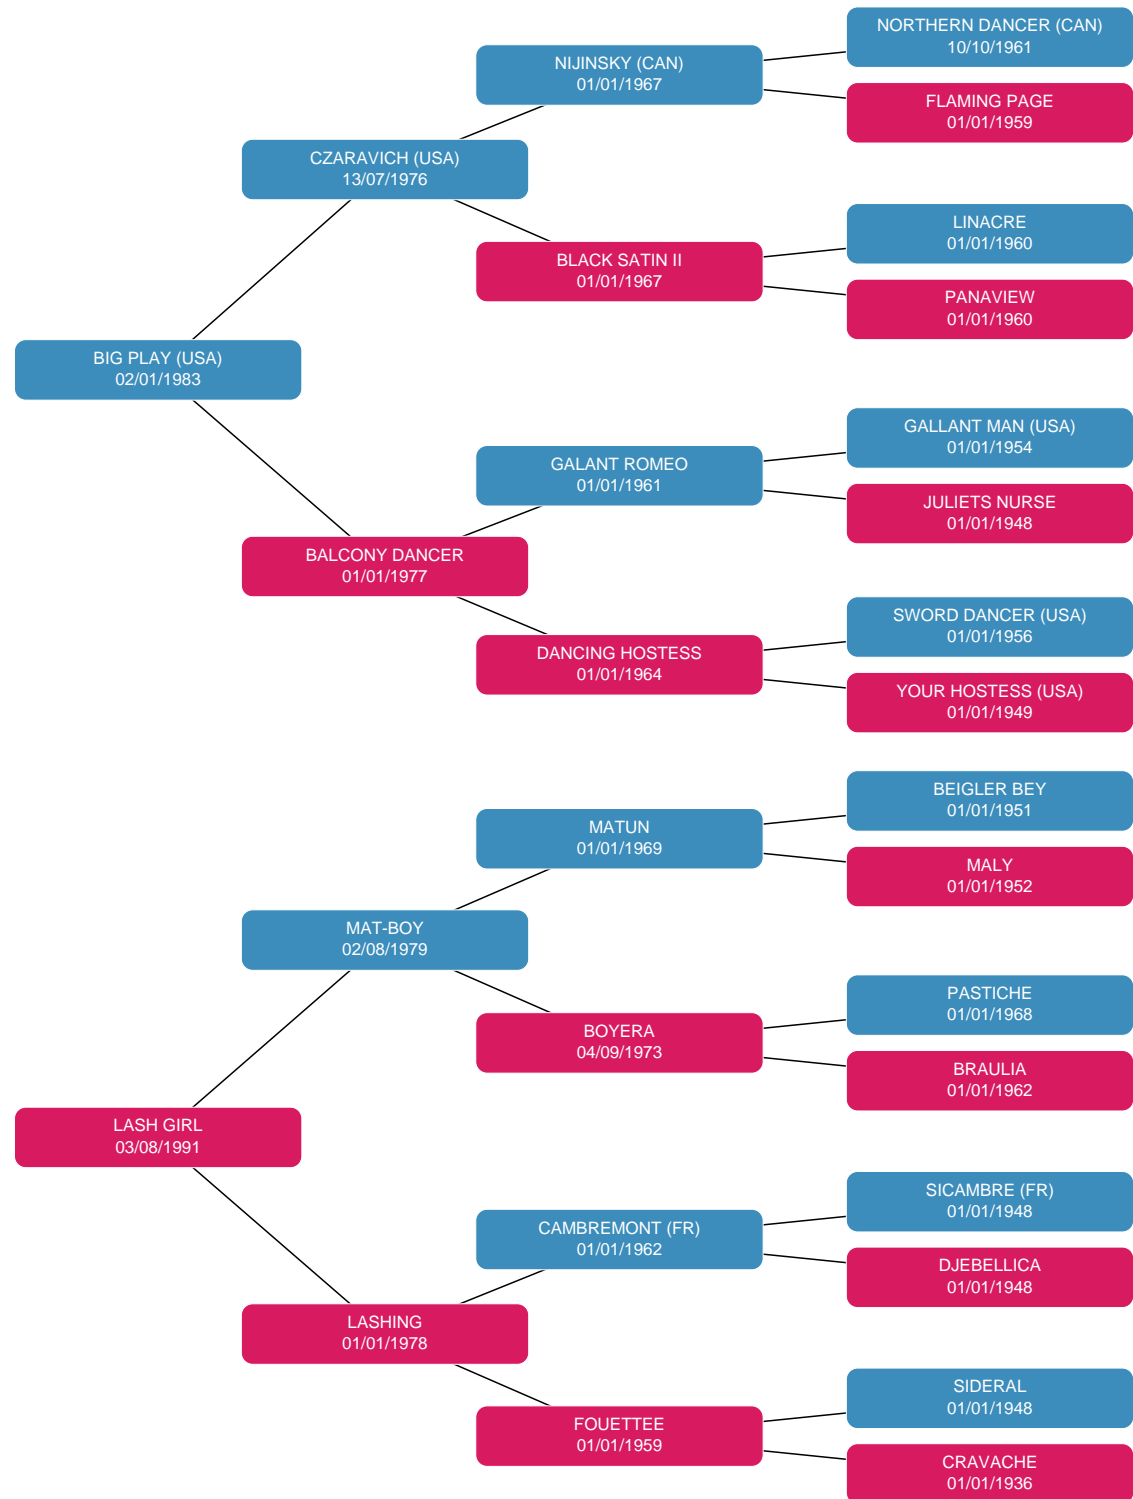 NORTHERN DANCER (CAN)
10/10/1961
NIJINSKY (CAN)
01/01/1967
FLAMING PAGE
01/01/1959
CZARAVICH (USA)
13/07/1976
LINACRE
01/01/1960
BLACK SATIN II
01/01/1967
PANAVIEW
01/01/1960
BIG PLAY (USA)
02/01/1983
GALLANT MAN (USA)
01/01/1954
GALANT ROMEO
01/01/1961
JULIETS NURSE
01/01/1948
BALCONY DANCER
01/01/1977
SWORD DANCER (USA)
01/01/1956
DANCING HOSTESS
01/01/1964
YOUR HOSTESS (USA)
01/01/1949
BEIGLER BEY
01/01/1951
MATUN
01/01/1969
MALY
01/01/1952
MAT-BOY
02/08/1979
PASTICHE
01/01/1968
BOYERA
04/09/1973
BRAULIA
01/01/1962
LASH GIRL
03/08/1991
SICAMBRE (FR)
01/01/1948
CAMBREMONT (FR)
01/01/1962
DJEBELLICA
01/01/1948
LASHING
01/01/1978
SIDERAL
01/01/1948
FOUETTEE
01/01/1959
CRAVACHE
01/01/1936